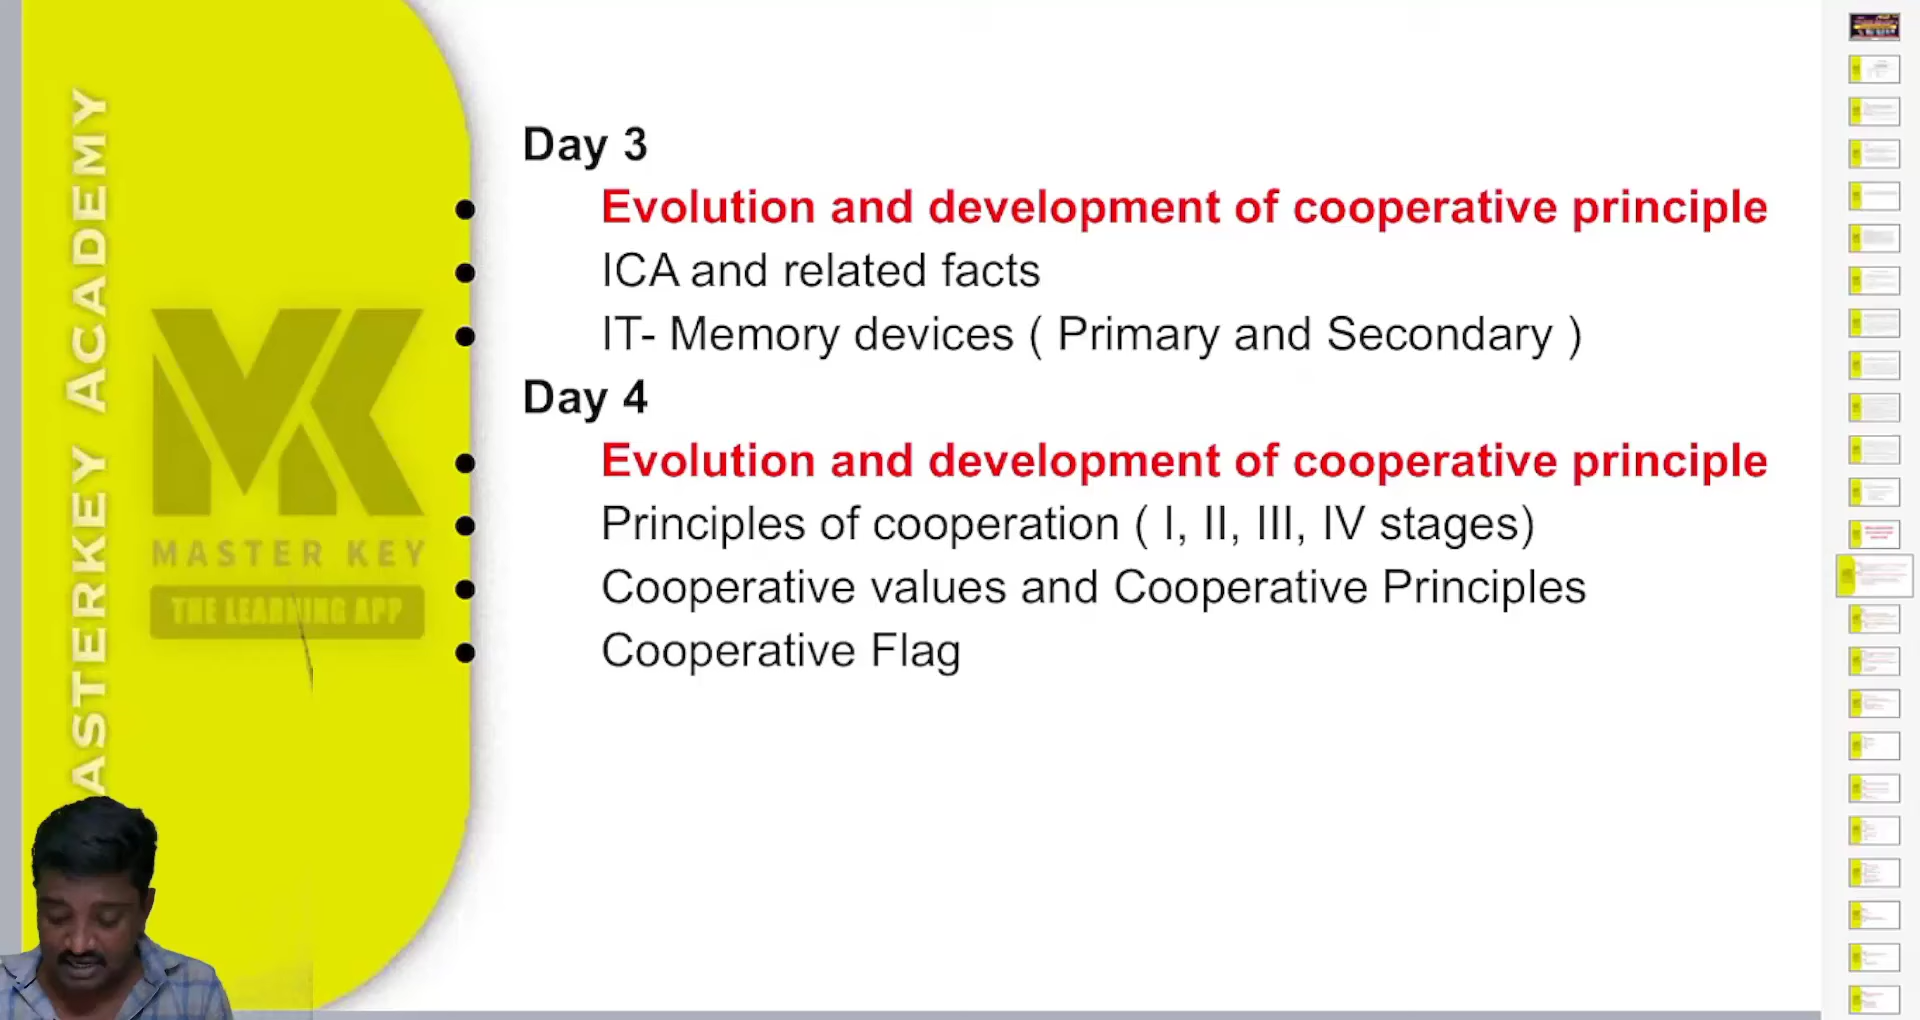 ASTERKEY ACADEMY
MASTER KEY
THE LEARNING APP
Day 3
Evolution and development of cooperative principle
ICA and related facts
IT- Memory devices ( Primary and Secondary )
Day 4
Evolution and development of cooperative principle
Principles of cooperation ( I, II, III, IV stages)
Cooperative values and Cooperative Principles
Cooperative Flag